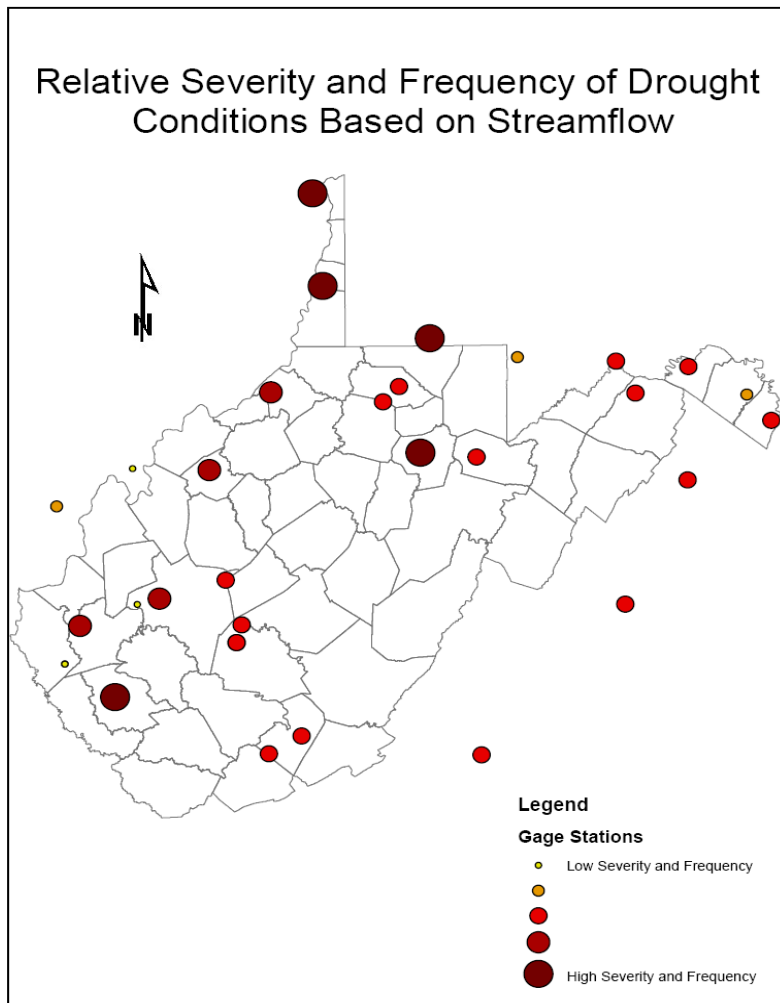 Relative Severity and Frequency of Drought
Conditions Based on Streamflow
N
Legend
Gage Stations
Low Severity and Frequency
High Severity and Frequency